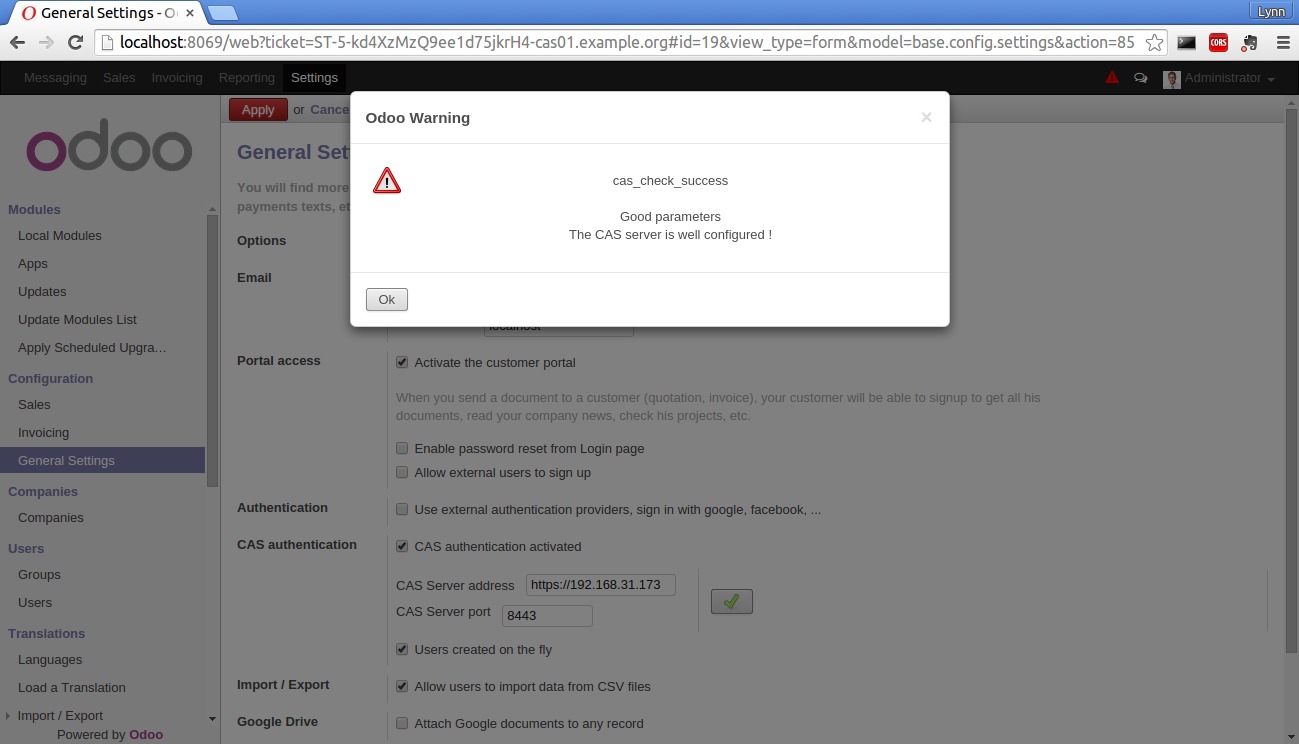 General Settings - O
Lynn
localhost:8069/web?ticket=ST-5-kd4XzMzQ9ee1d75jkrH4-cas01.example.org#id=19&view_type=form&model=base.config.settings&action=85
CORS
Messaging Sales Invoicing Reporting Settings Administrator
odoo
Modules
Local Modules
Apps
Updates
Update Modules List
Apply Scheduled Upgra…
Configuration
Sales
Invoicing
General Settings
Companies
Companies
Users
Groups
Users
Translations
Languages
Load a Translation
Import / Export
Powered by Odoo
Apply or Cance
General Set
You will find more
payments texts, et
Options
Email
localhost
Odoo Warning ×
cas_check_success
Good parameters
The CAS server is well configured !
Ok
Portal access
Activate the customer portal
When you send a document to a customer (quotation, invoice), your customer will be able to signup to get all his
documents, read your company news, check his projects, etc.
Enable password reset from Login page
Allow external users to sign up
Authentication
Use external authentication providers, sign in with google, facebook, ...
CAS authentication
CAS authentication activated
CAS Server address https://192.168.31.173
CAS Server port 8443
Users created on the fly
Import / Export
Allow users to import data from CSV files
Google Drive
Attach Google documents to any record